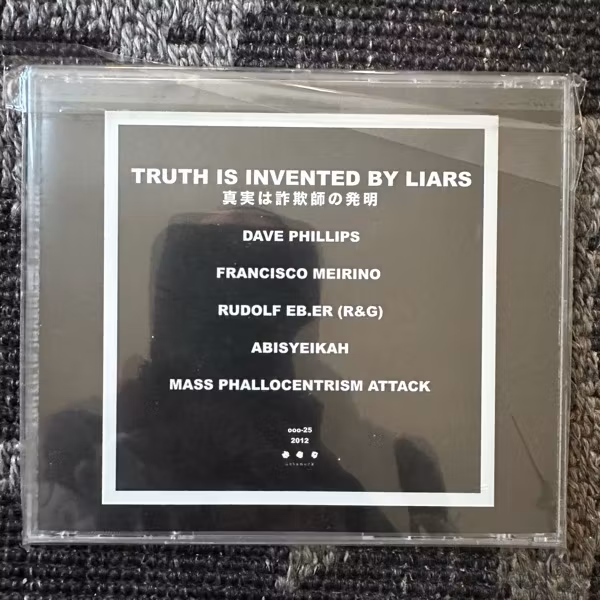 TRUTH IS INVENTED BY LIARS
真実は詐欺師の発明
DAVE PHILLIPS
FRANCISCO MEIRINO
RUDOLF EB.ER (R&G)
ABISYEIKAH
MASS PHALLOCENTRISM ATTACK
ooo-25
2012